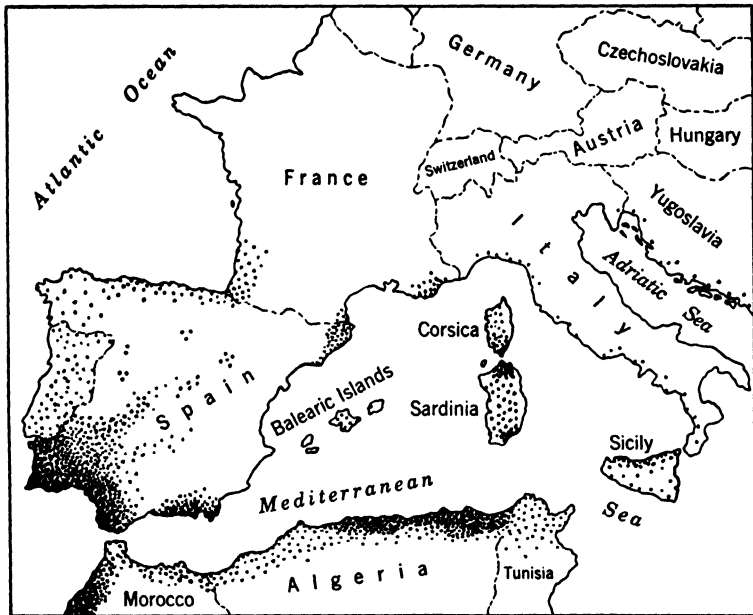 Atlantic Ocean
Germany
Czechoslovakia
Austria
Hungary
Switzerland
France
Yugoslavia
Italy
Adriatic Sea
Corsica
Spain
Balearic Islands
Sardinia
Sicily
Mediterranean Sea
Algeria
Morocco
Tunisia